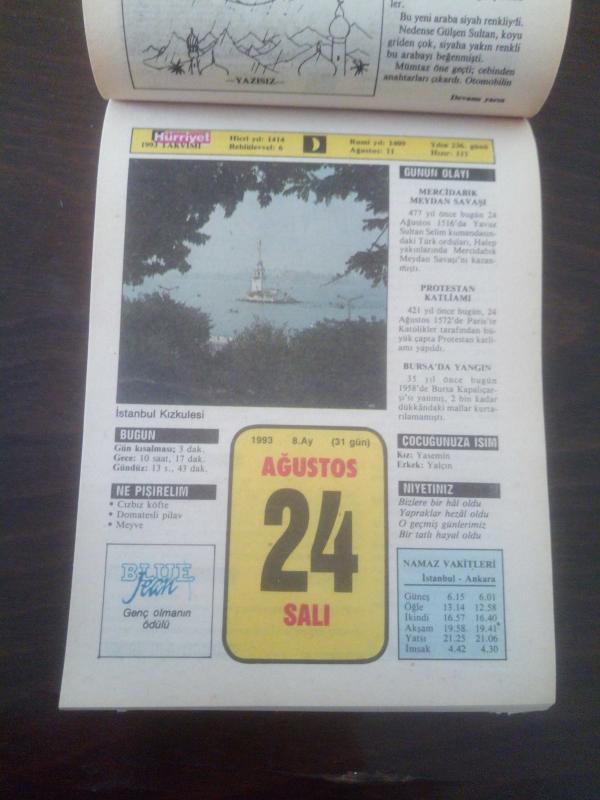 ler.
Bu yeni araba siyah renkliydi.
Nedense Gülşen Sultan, koyu
griden çok, siyaha yakın renkli
bu arabayı beğenmişti.
Mümtaz öne geçti; cebinden
anahtarları çıkardı. Otomobilin
Devamı yarın
—YAZISIZ—
Hürriyet
1993 TAKVİMİ
Hicri yıl: 1414
Rebiülevvel: 6
Rumi yıl: 1409
Ağustos: 11
Yılın 236. günü
Hızır: 111
GÜNÜN OLAYI
MERCİDABIK
MEYDAN SAVAŞI
477 yıl önce bugün 24
Ağustos 1516'da Yavuz
Sultan Selim kumandasın-
daki Türk orduları, Halep
yakınlarında Mercidabık
Meydan Savaşı'nı kazan-
mıştı.
PROTESTAN
KATLİAMI
421 yıl önce bugün, 24
Ağustos 1572'de Paris'te
Katolikler tarafından bü-
yük çapta Protestan katli-
amı yapıldı.
BURSA'DA YANGIN
35 yıl önce bugün
1958'de Bursa Kapalıçar-
şı'sı yanmış, 2 bin kadar
dükkândaki mallar kurta-
rılamamıştı.
İstanbul Kızkulesi
BUGÜN
Gün kısalması; 3 dak.
Gece: 10 saat, 17 dak.
Gündüz: 13 s., 43 dak.
NE PİŞİRELİM
• Cızbız köfte
• Domatesli pilav
• Meyve
BLUE
Jean
Genç olmanın
ödülü
1993 8.Ay (31 gün)
AĞUSTOS
24
SALI
ÇOCUĞUNUZA İSİM
Kız: Yasemin
Erkek: Yalçın
NİYETİNİZ
Bizlere bir hâl oldu
Yapraklar hezâl oldu
O geçmiş günlerimiz
Bir tatlı hayal oldu
NAMAZ VAKİTLERİ
İstanbul - Ankara
Güneş 6.15 6.01
Öğle 13.14 12.58
İkindi 16.57 16.40
Akşam 19.58 19.41
Yatsı 21.25 21.06
İmsak 4.42 4.30